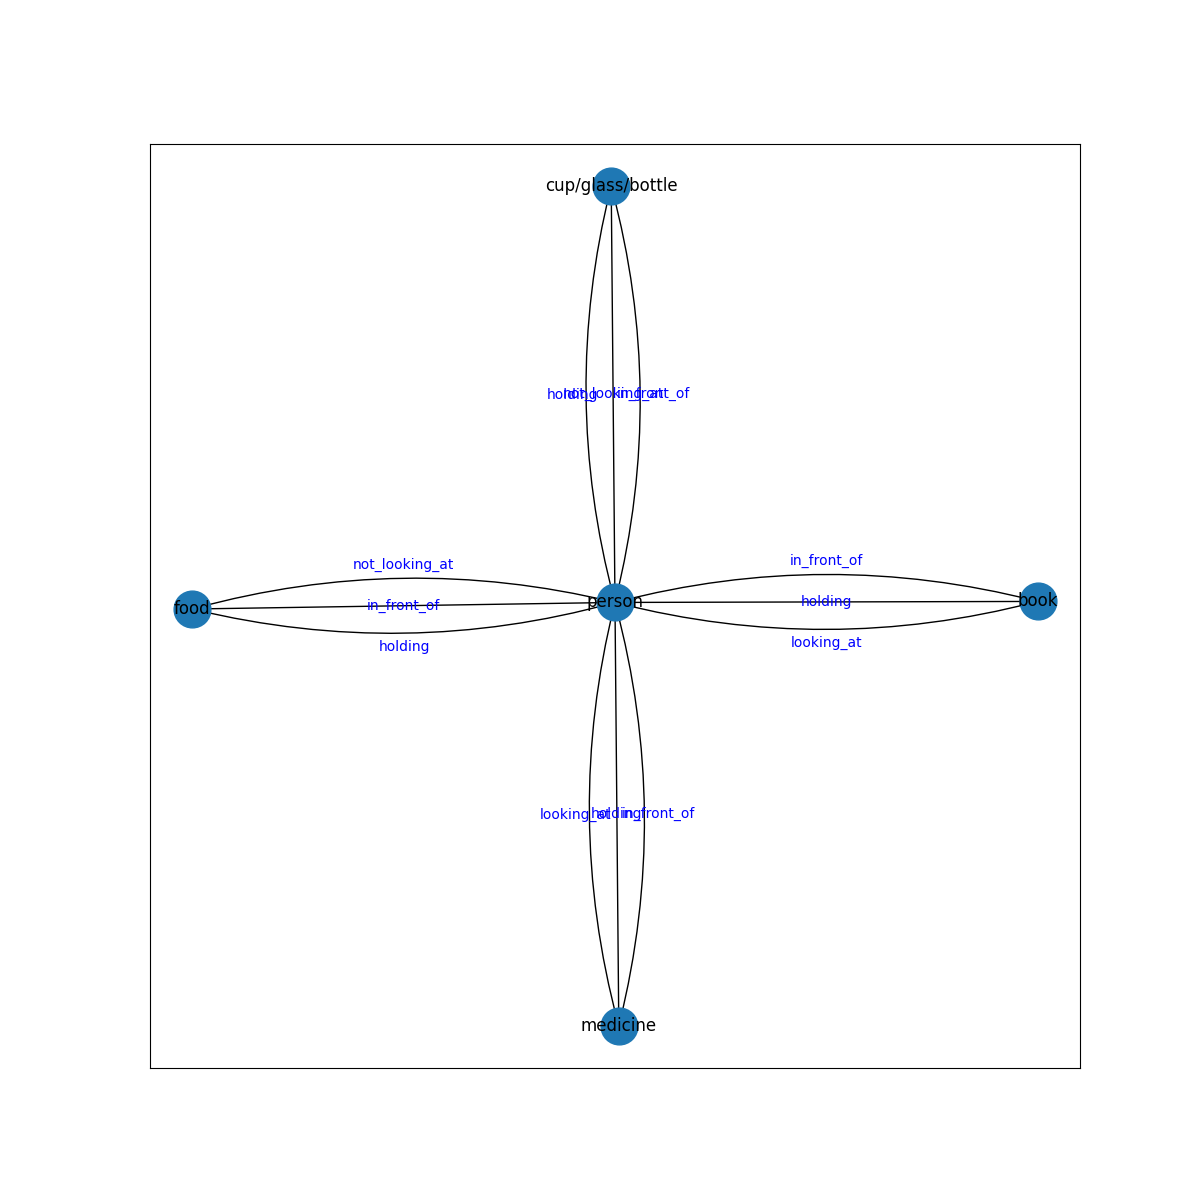 cup/glass/bottle
holding
not_looking_at
in_front_of
not_looking_at
in_front_of
holding
food
person
in_front_of
holding
looking_at
book
looking_at
holding
in_front_of
medicine